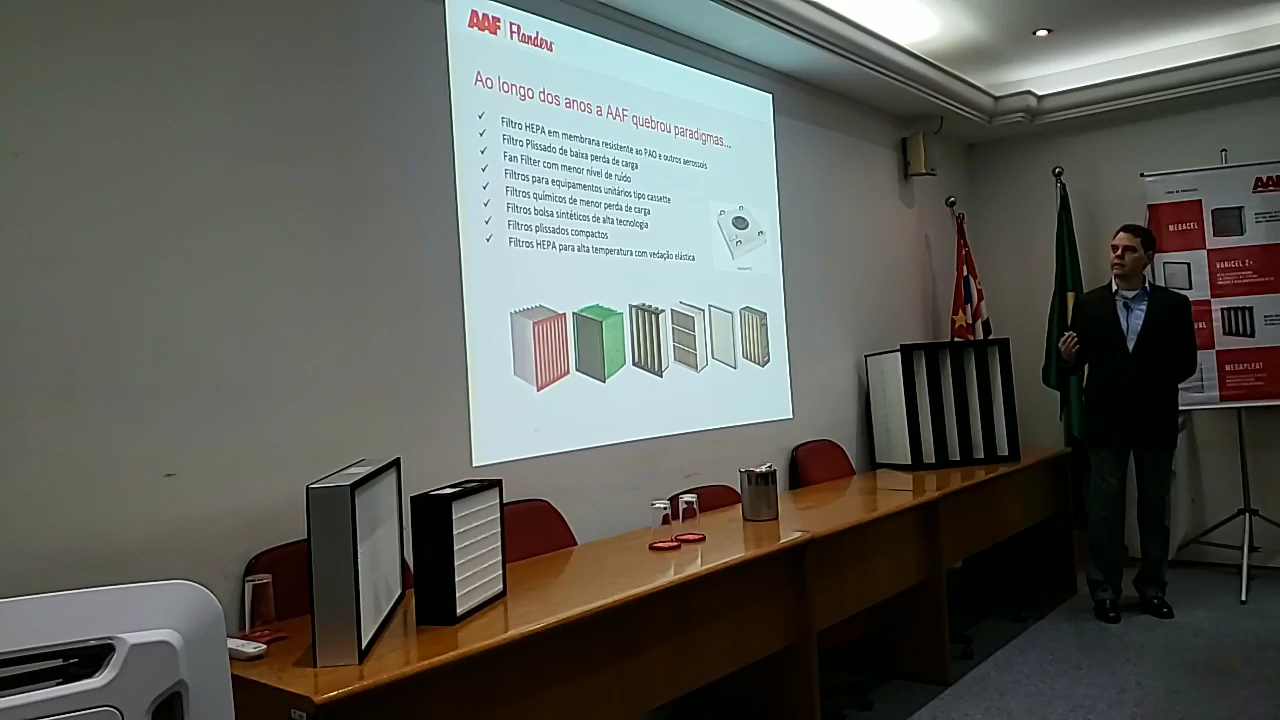 AAF Flanders
Ao longo dos anos a AAF quebrou paradigmas...
Filtro HEPA em membrana resistente ao PAO e outros aerossois
Filtro Plissado de baixa perda de carga
Fan Filter com menor nível de ruído
Filtros para equipamentos unitários tipo cassette
Filtros químicos de menor perda de carga
Filtros bolsa sintéticos de alta tecnologia
Filtros plissados compactos
Filtros HEPA para alta temperatura com vedação elástica
AAF
MEGACEL
VARICEL 2+
MEGAPLEAT